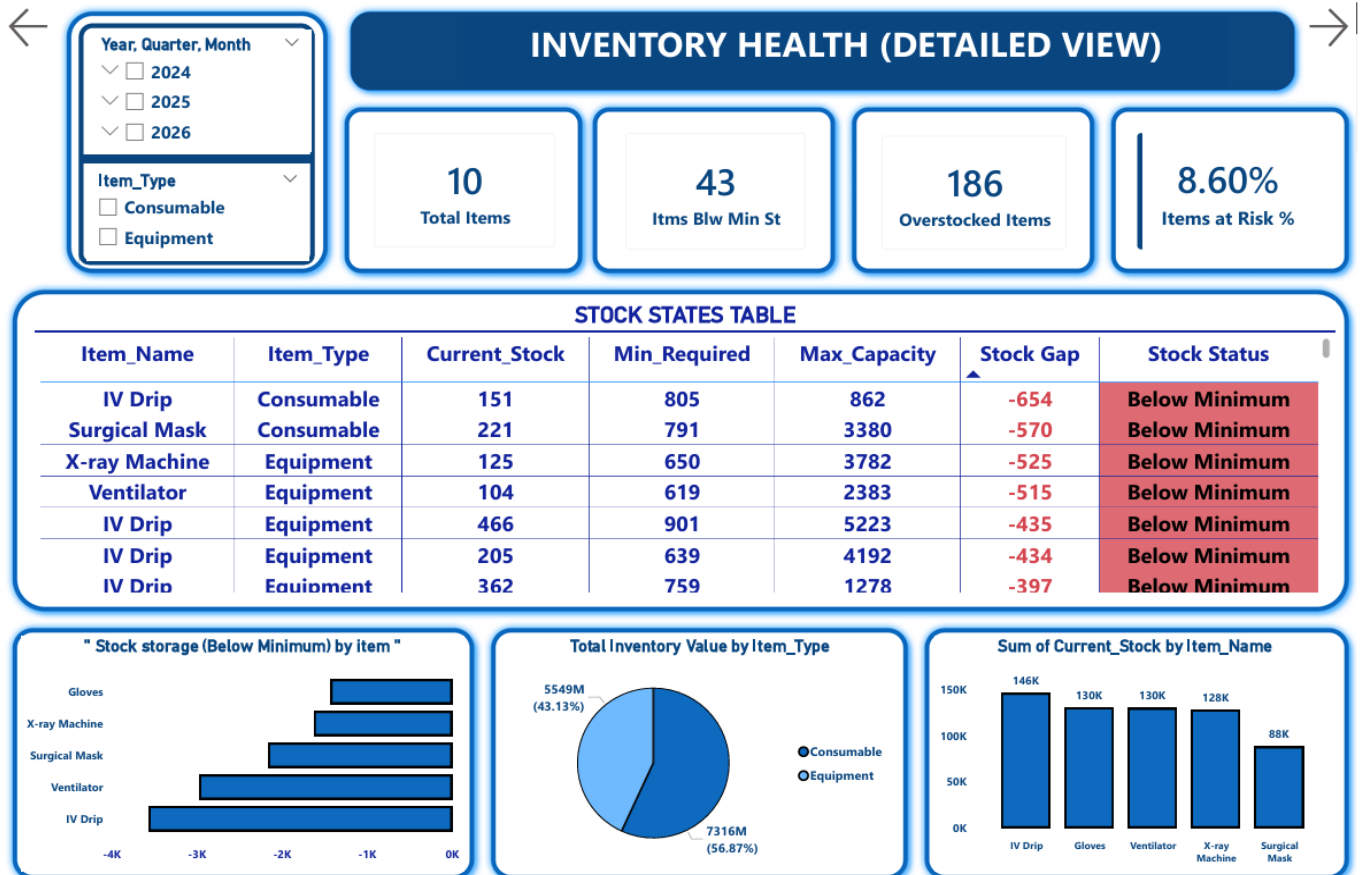 Year, Quarter, Month
2024
2025
2026
Item_Type
Consumable
Equipment
INVENTORY HEALTH (DETAILED VIEW)
10
Total Items
43
Itms Blw Min St
186
Overstocked Items
8.60%
Items at Risk %
STOCK STATES TABLE
Item_Name Item_Type Current_Stock Min_Required Max_Capacity Stock Gap Stock Status
IV Drip Consumable 151 805 862 -654 Below Minimum
Surgical Mask Consumable 221 791 3380 -570 Below Minimum
X-ray Machine Equipment 125 650 3782 -525 Below Minimum
Ventilator Equipment 104 619 2383 -515 Below Minimum
IV Drip Equipment 466 901 5223 -435 Below Minimum
IV Drip Equipment 205 639 4192 -434 Below Minimum
IV Drip Equipment 362 759 1278 -397 Below Minimum
" Stock storage (Below Minimum) by item "
Gloves
X-ray Machine
Surgical Mask
Ventilator
IV Drip
-4K -3K -2K -1K 0K
Total Inventory Value by Item_Type
5549M
(43.13%)
Consumable
Equipment
7316M
(56.87%)
Sum of Current_Stock by Item_Name
150K
100K
50K
0K
146K
130K
130K
128K
88K
IV Drip
Gloves
Ventilator
X-ray
Machine
Surgical
Mask